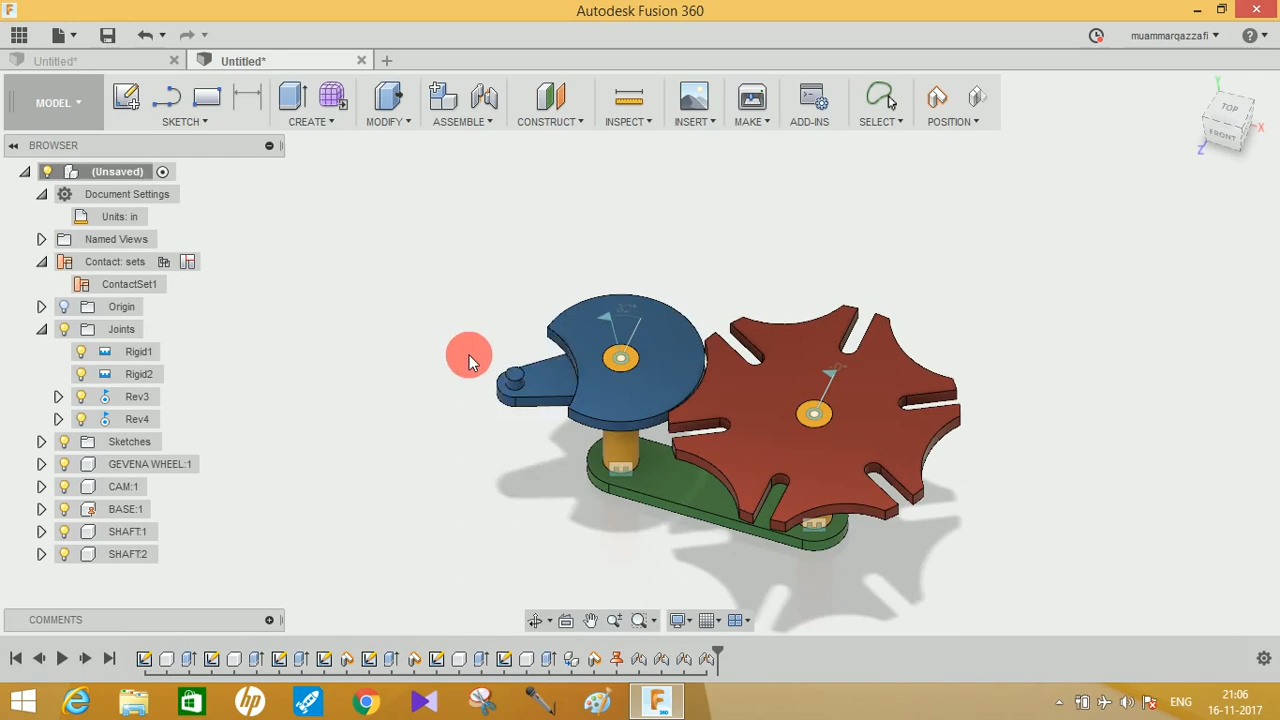 Autodesk Fusion 360
muammarqazzafi
Untitled*
Untitled*
MODEL
SKETCH
CREATE
MODIFY
ASSEMBLE
CONSTRUCT
INSPECT
INSERT
MAKE
ADD-INS
SELECT
POSITION
BROWSER
(Unsaved)
Document Settings
Units: in
Named Views
Contact: sets
ContactSet1
Origin
Joints
Rigid1
Rigid2
Rev3
Rev4
Sketches
GEVENA WHEEL:1
CAM:1
BASE:1
SHAFT:1
SHAFT:2
Y
TOP
FRONT
X
Z
COMMENTS
ENG
21:06
16-11-2017